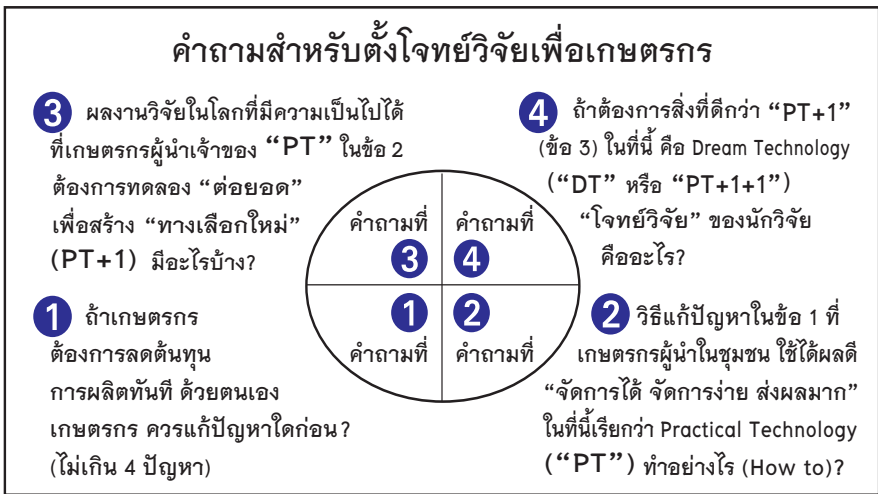 คำถามสำหรับตั้งโจทย์วิจัยเพื่อเกษตรกร
3 ผลงานวิจัยในโลกที่มีความเป็นไปได้
ที่เกษตรกรผู้นำเจ้าของ “PT” ในข้อ 2
ต้องการทดลอง “ต่อยอด”
เพื่อสร้าง “ทางเลือกใหม่”
(PT+1) มีอะไรบ้าง?
4 ถ้าต้องการสิ่งที่ดีกว่า “PT+1”
(ข้อ 3) ในที่นี้ คือ Dream Technology
(“DT” หรือ “PT+1+1”)
“โจทย์วิจัย” ของนักวิจัย
คืออะไร?
คำถามที่
3
คำถามที่
4
1
คำถามที่
2
คำถามที่
1 ถ้าเกษตรกร
ต้องการลดต้นทุน
การผลิตทันที ด้วยตนเอง
เกษตรกร ควรแก้ปัญหาใดก่อน?
(ไม่เกิน 4 ปัญหา)
2 วิธีแก้ปัญหาในข้อ 1 ที่
เกษตรกรผู้นำในชุมชน ใช้ได้ผลดี
“จัดการได้ จัดการง่าย ส่งผลมาก”
ในที่นี้เรียกว่า Practical Technology
(“PT”) ทำอย่างไร (How to)?